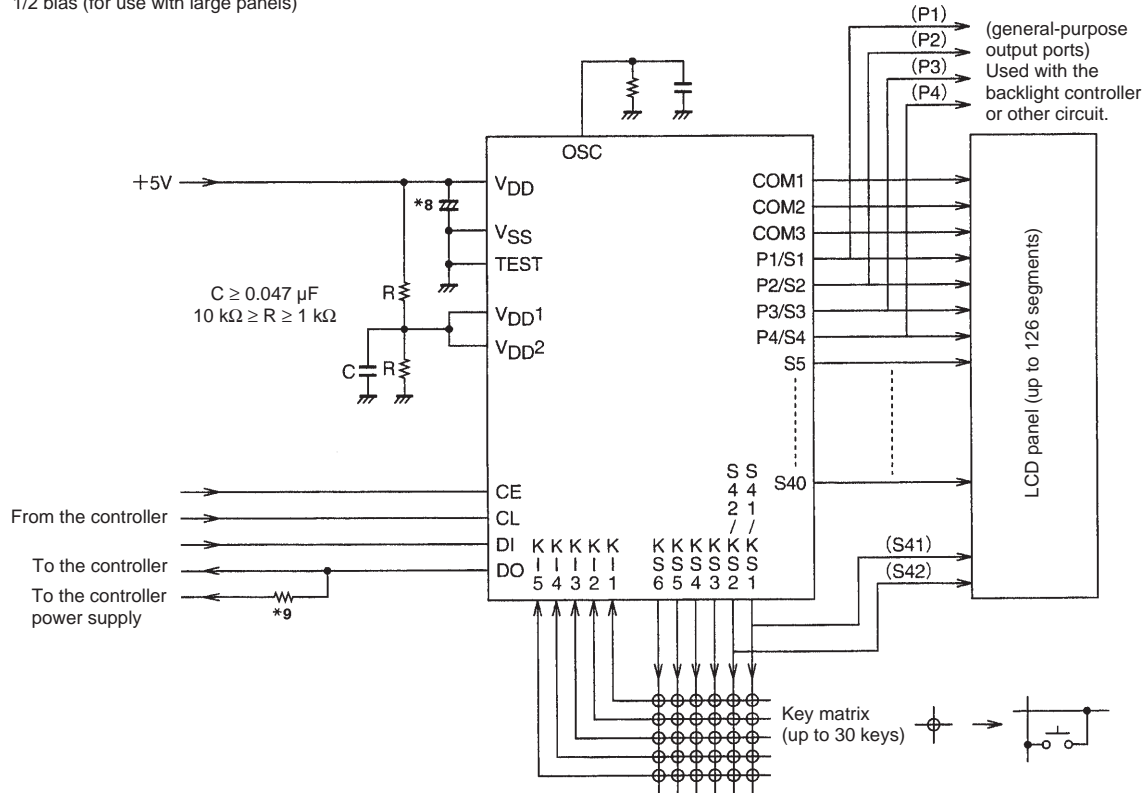 1/2 bias (for use with large panels)
(P1)
(P2)
(P3)
(P4)
(general-purpose
output ports)
Used with the
backlight controller
or other circuit.
OSC
+5V
VDD
*8
VSS
TEST
C ≥ 0.047 µF
10 kΩ ≥ R ≥ 1 kΩ
R
VDD1
VDD2
C
R
COM1
COM2
COM3
P1/S1
P2/S2
P3/S3
P4/S4
S5
S40
LCD panel (up to 126 segments)
CE
From the controller
CL
DI
To the controller
DO
To the controller
power supply
*9
KI5
KI4
KI3
KI2
KI1
KS6
KS5
KS4
KS3
S42/KS2
S41/KS1
(S41)
(S42)
Key matrix
(up to 30 keys)